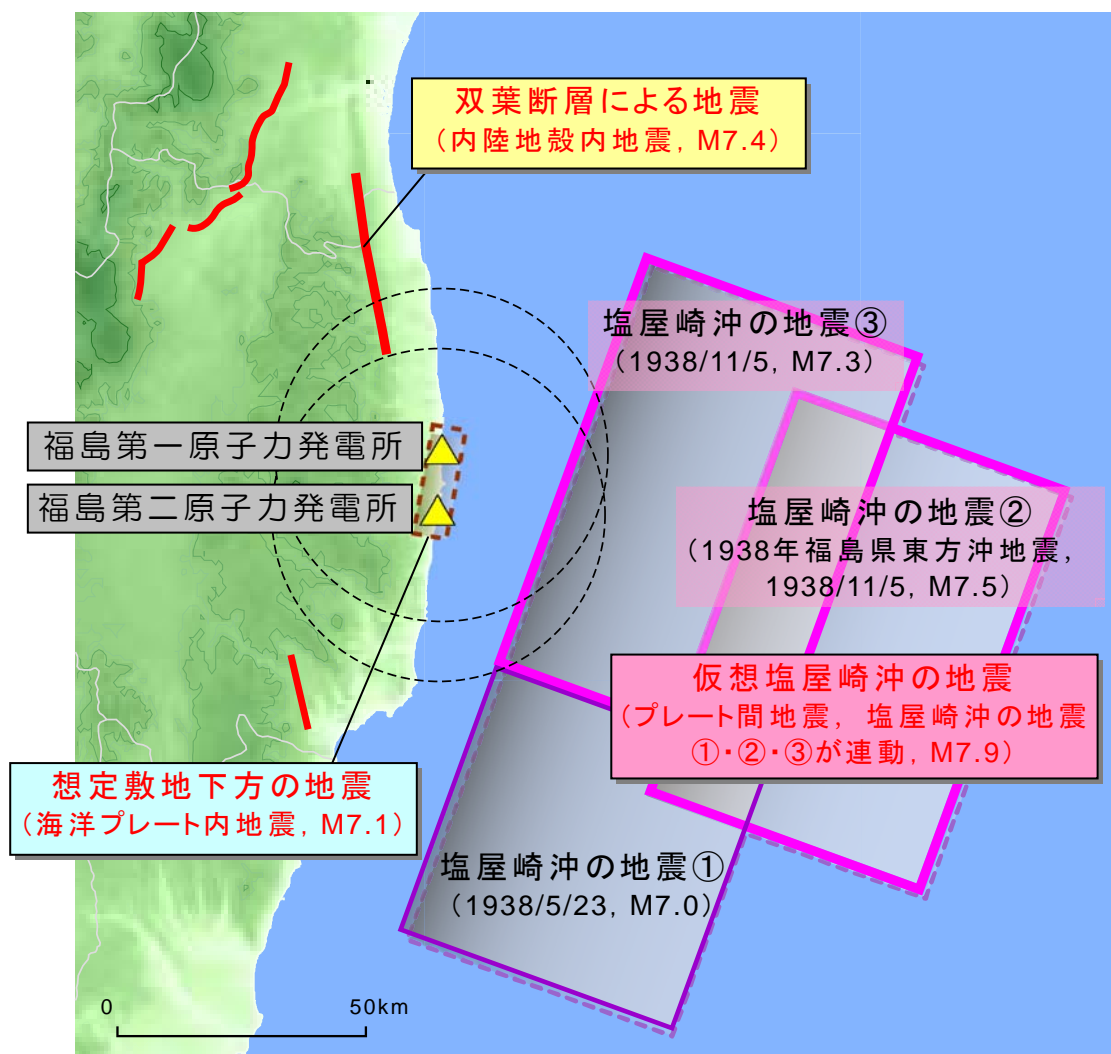 双葉断層による地震
（内陸地殻内地震, M7.4）
塩屋崎沖の地震③
（1938/11/5, M7.3）
福島第一原子力発電所
福島第二原子力発電所
塩屋崎沖の地震②
（1938年福島県東方沖地震,
1938/11/5, M7.5）
仮想塩屋崎沖の地震
（プレート間地震, 塩屋崎沖の地震
①・②・③が連動, M7.9）
想定敷地下方の地震
（海洋プレート内地震, M7.1）
塩屋崎沖の地震①
（1938/5/23, M7.0）
0 50km